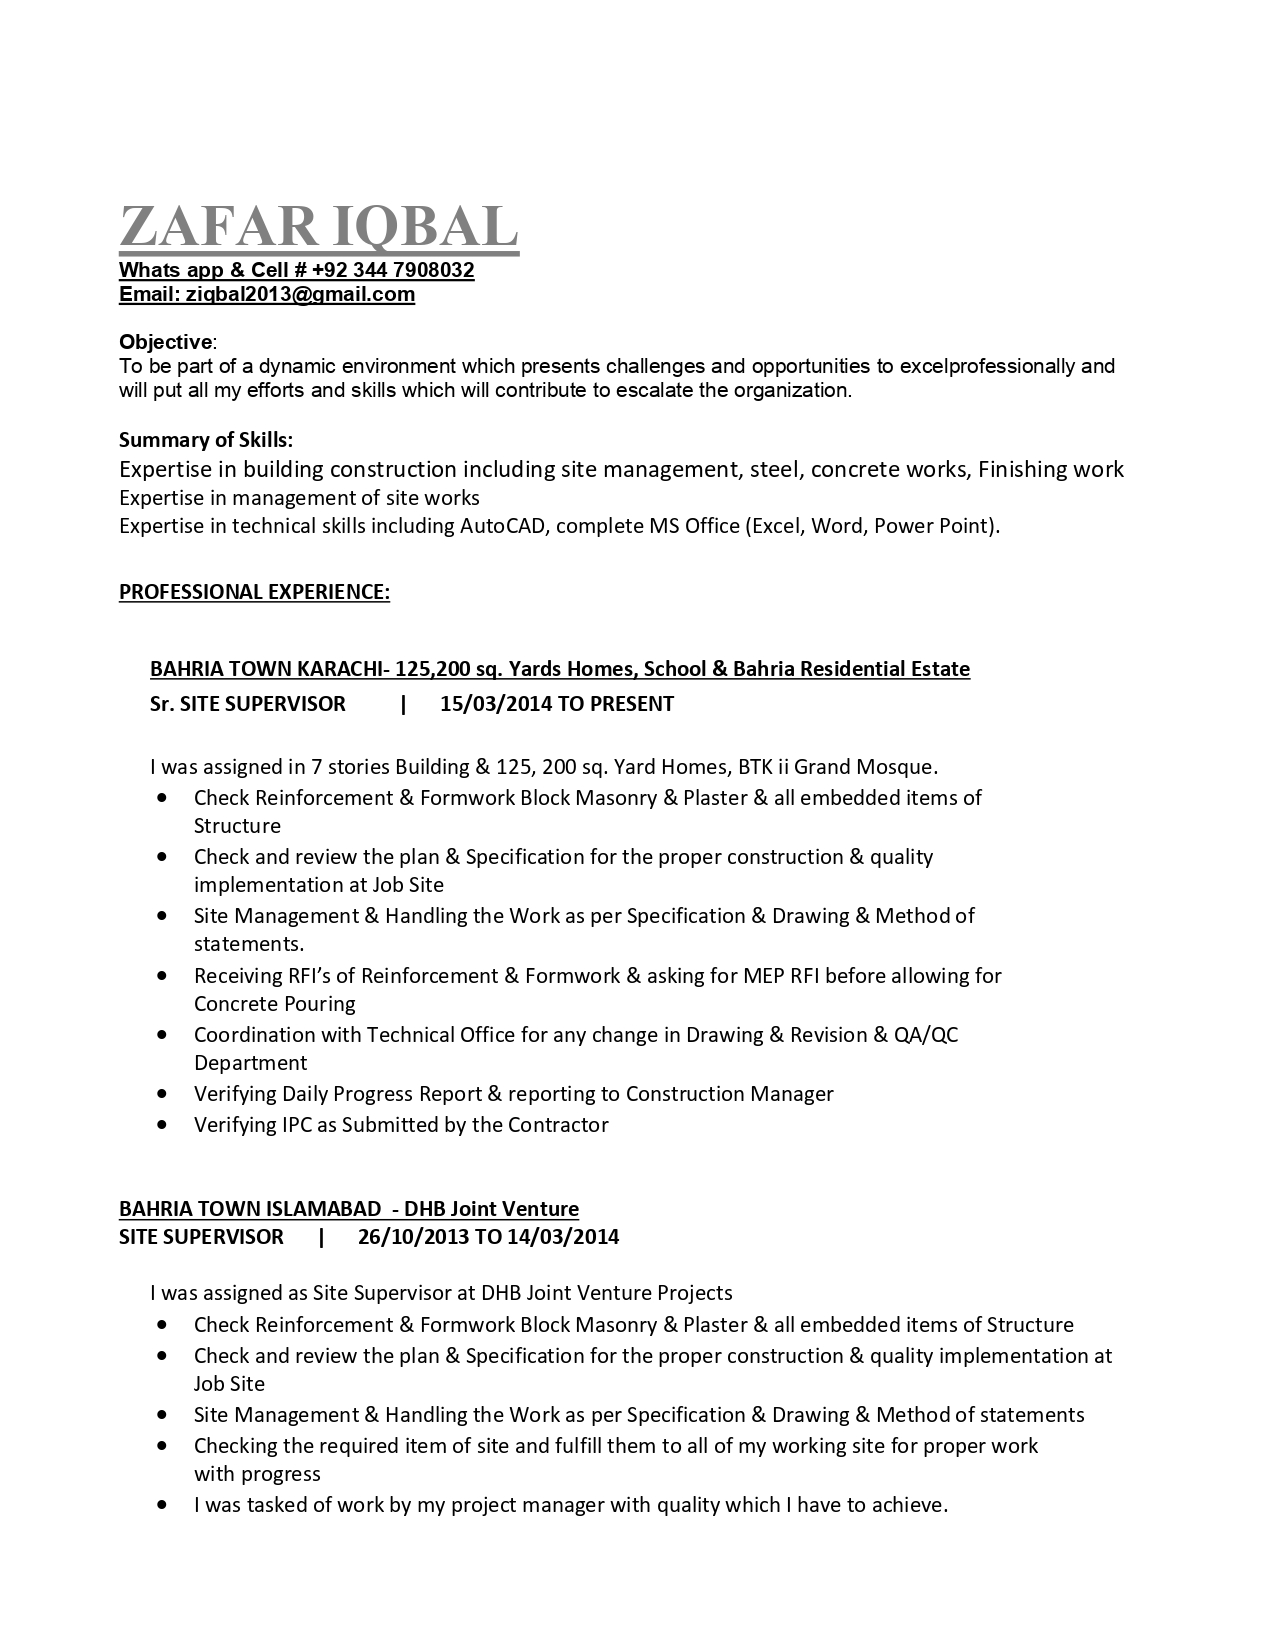 ZAFAR IQBAL
Whats app & Cell # +92 344 7908032
Email: ziqbal2013@gmail.com
Objective:
To be part of a dynamic environment which presents challenges and opportunities to excelprofessionally and
will put all my efforts and skills which will contribute to escalate the organization.
Summary of Skills:
Expertise in building construction including site management, steel, concrete works, Finishing work
Expertise in management of site works
Expertise in technical skills including AutoCAD, complete MS Office (Excel, Word, Power Point).
PROFESSIONAL EXPERIENCE:
BAHRIA TOWN KARACHI- 125,200 sq. Yards Homes, School & Bahria Residential Estate
Sr. SITE SUPERVISOR | 15/03/2014 TO PRESENT
I was assigned in 7 stories Building & 125, 200 sq. Yard Homes, BTK ii Grand Mosque.
● Check Reinforcement & Formwork Block Masonry & Plaster & all embedded items of
Structure
● Check and review the plan & Specification for the proper construction & quality
implementation at Job Site
● Site Management & Handling the Work as per Specification & Drawing & Method of
statements.
● Receiving RFI’s of Reinforcement & Formwork & asking for MEP RFI before allowing for
Concrete Pouring
● Coordination with Technical Office for any change in Drawing & Revision & QA/QC
Department
● Verifying Daily Progress Report & reporting to Construction Manager
● Verifying IPC as Submitted by the Contractor
BAHRIA TOWN ISLAMABAD - DHB Joint Venture
SITE SUPERVISOR | 26/10/2013 TO 14/03/2014
I was assigned as Site Supervisor at DHB Joint Venture Projects
● Check Reinforcement & Formwork Block Masonry & Plaster & all embedded items of Structure
● Check and review the plan & Specification for the proper construction & quality implementation at
Job Site
● Site Management & Handling the Work as per Specification & Drawing & Method of statements
● Checking the required item of site and fulfill them to all of my working site for proper work
with progress
● I was tasked of work by my project manager with quality which I have to achieve.